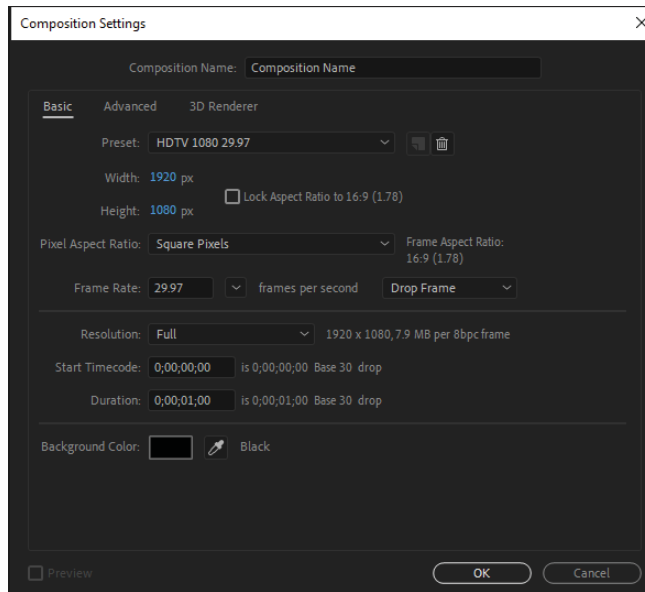 Composition Settings
Composition Name: Composition Name
Basic Advanced 3D Renderer
Preset: HDTV 1080 29.97
Width: 1920 px
Lock Aspect Ratio to 16:9 (1.78)
Height: 1080 px
Pixel Aspect Ratio: Square Pixels Frame Aspect Ratio:
16:9 (1.78)
Frame Rate: 29.97 frames per second Drop Frame
Resolution: Full 1920 x 1080, 7.9 MB per 8bpc frame
Start Timecode: 0;00;00;00 is 0;00;00;00 Base 30 drop
Duration: 0;00;01;00 is 0;00;01;00 Base 30 drop
Background Color: Black
Preview OK Cancel